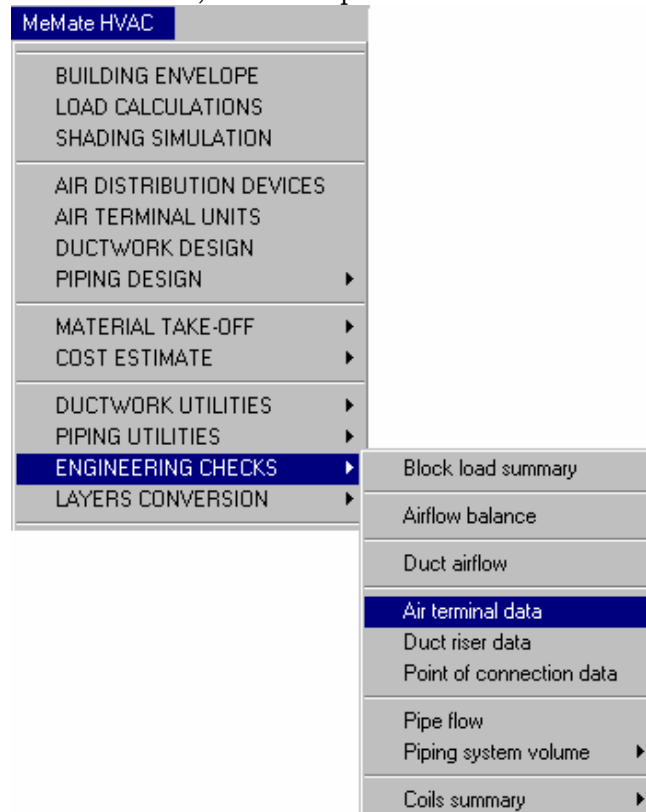 MeMate HVAC
BUILDING ENVELOPE
LOAD CALCULATIONS
SHADING SIMULATION
AIR DISTRIBUTION DEVICES
AIR TERMINAL UNITS
DUCTWORK DESIGN
PIPING DESIGN
MATERIAL TAKE-OFF
COST ESTIMATE
DUCTWORK UTILITIES
PIPING UTILITIES
ENGINEERING CHECKS
LAYERS CONVERSION
Block load summary
Airflow balance
Duct airflow
Air terminal data
Duct riser data
Point of connection data
Pipe flow
Piping system volume
Coils summary